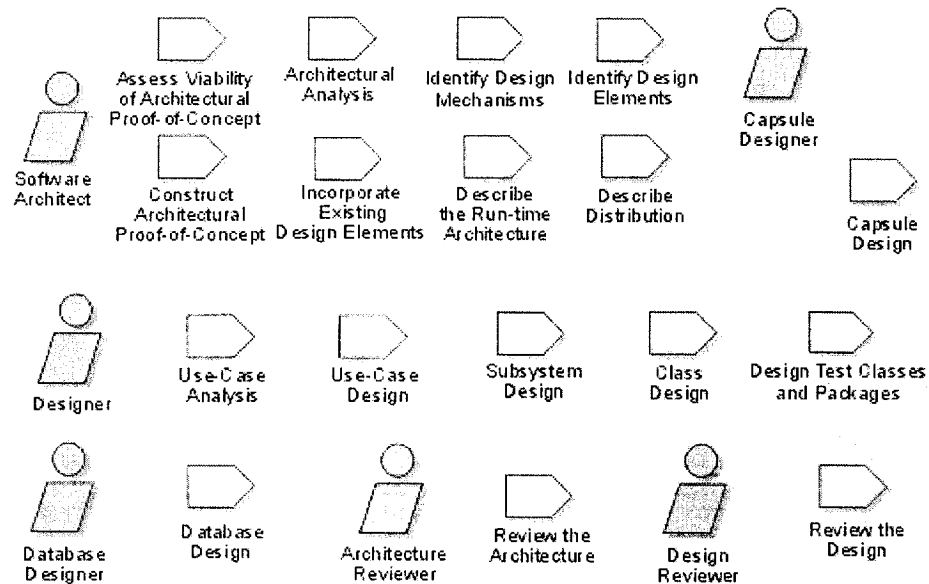 Assess Viability
of Architectural
Proof-of-Concept
Architectural
Analysis
Identify Design
Mechanisms
Identify Design
Elements
Capsule
Designer
Software
Architect
Construct
Architectural
Proof-of-Concept
Incorporate
Existing
Design Elements
Describe
the Run-time
Architecture
Describe
Distribution
Capsule
Design
Designer
Use-Case
Analysis
Use-Case
Design
Subsystem
Design
Class
Design
Design Test Classes
and Packages
Database
Designer
Database
Design
Architecture
Reviewer
Review the
Architecture
Design
Reviewer
Review the
Design